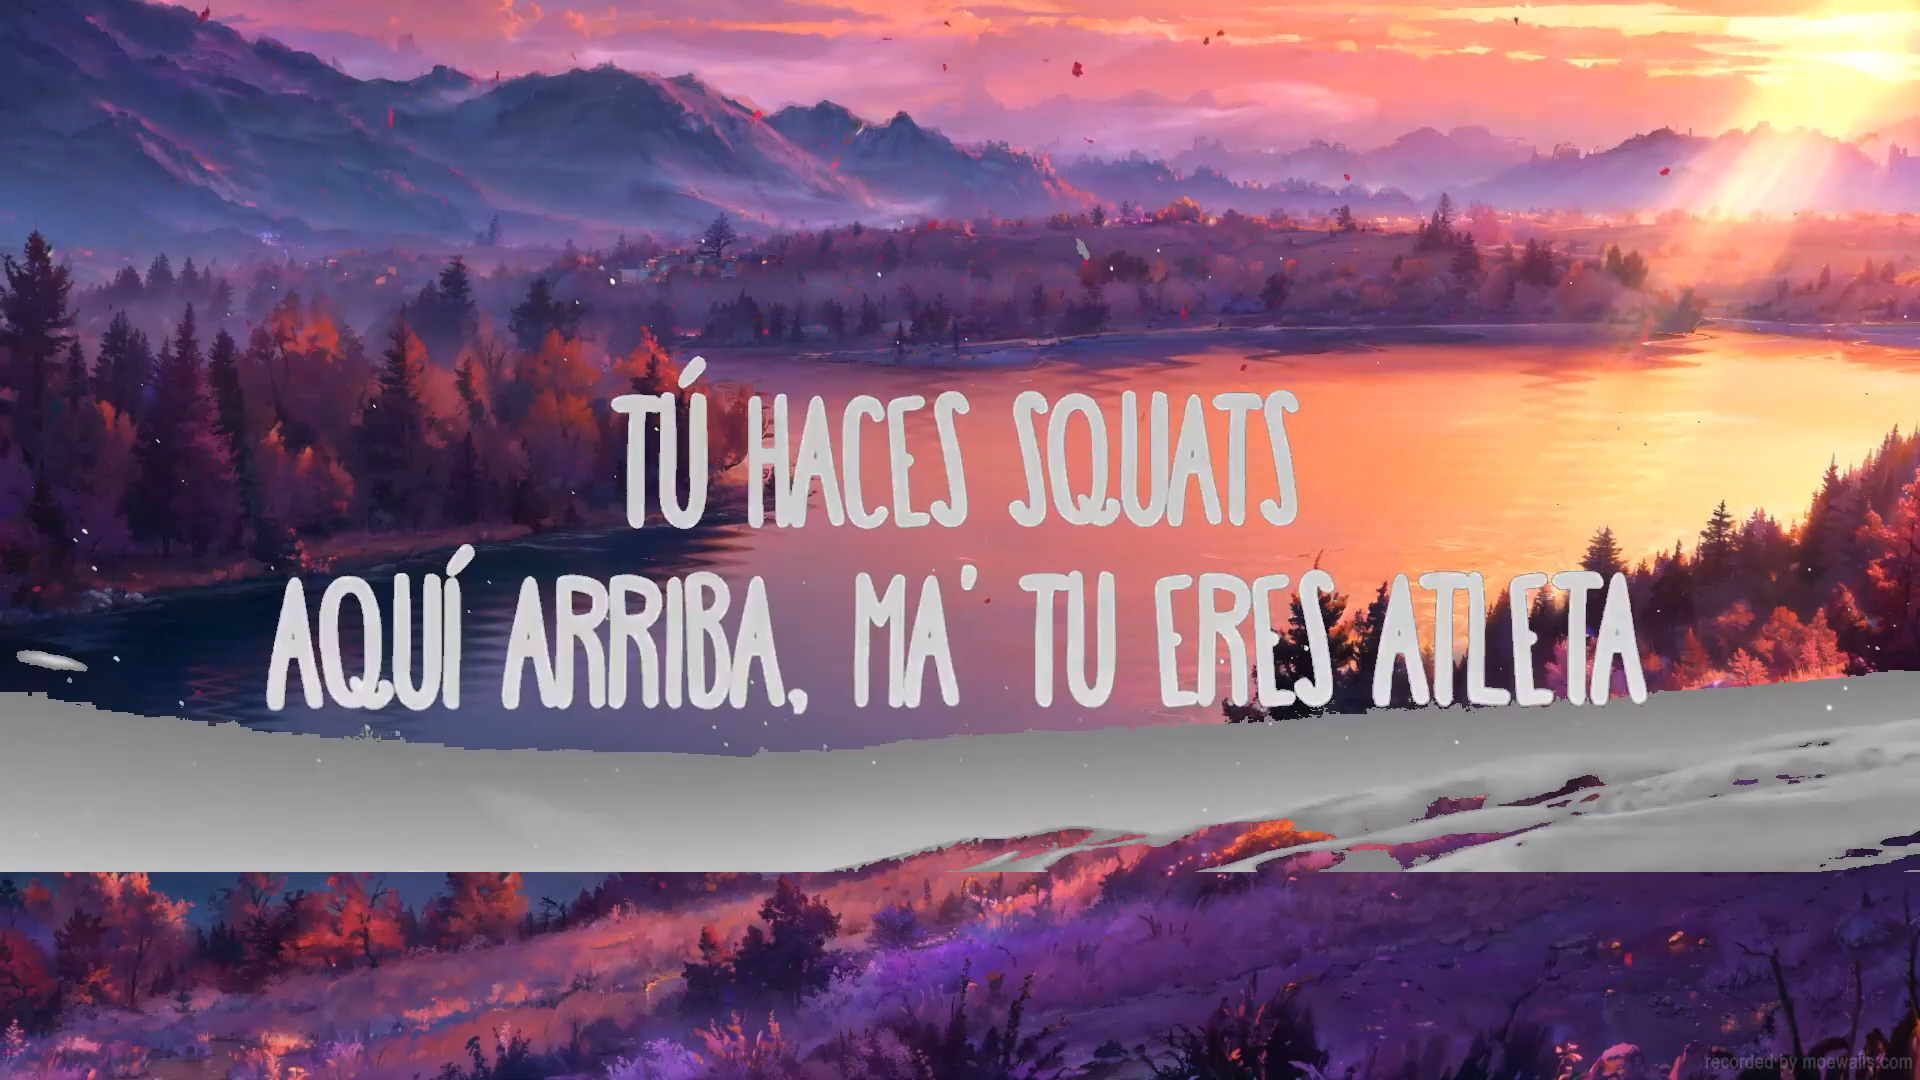 TÚ HACES SQUATS
AQUÍ ARRIBA, MA' TU ERES ATLETA
recorded by moewalls.com